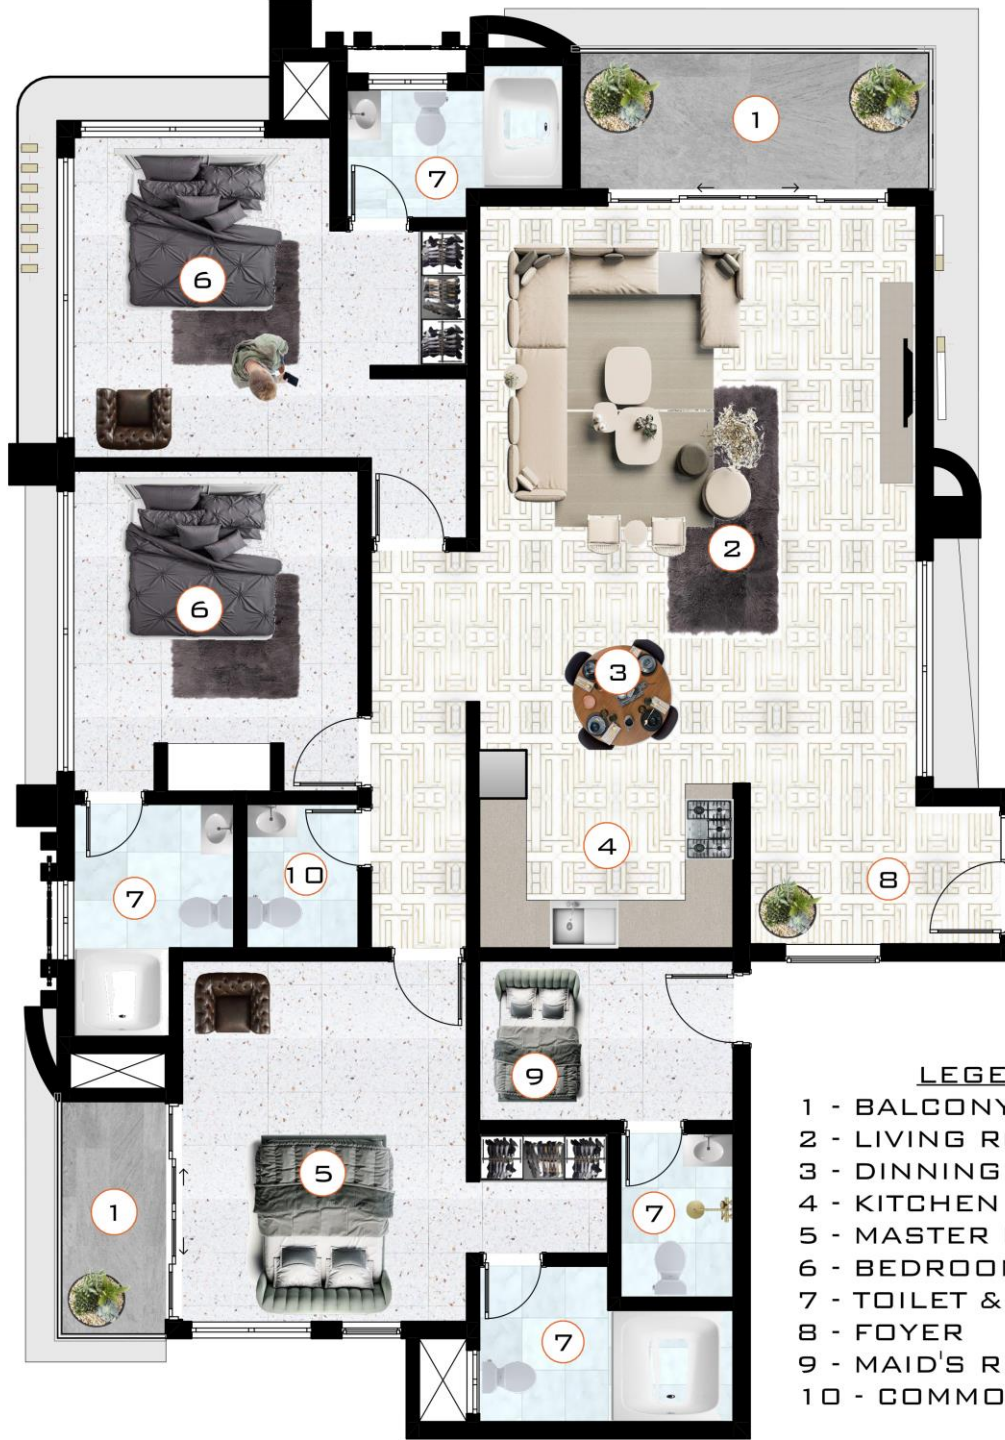 1
7
6
2
6
3
4
8
7
10
9
5
1
7
7
LEGE
1 - BALCONY
2 - LIVING R
3 - DINNING
4 - KITCHEN
5 - MASTER
6 - BEDROO
7 - TOILET &
8 - FOYER
9 - MAID'S R
10 - COMMO